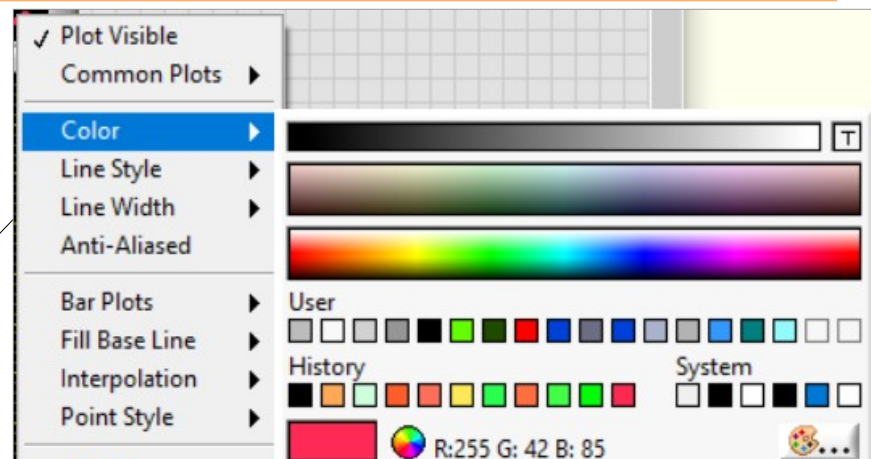 ✓ Plot Visible
Common Plots
Color
T
Line Style
Line Width
Anti-Aliased
Bar Plots
User
Fill Base Line
Interpolation
History
System
Point Style
R:255 G: 42 B: 85
...